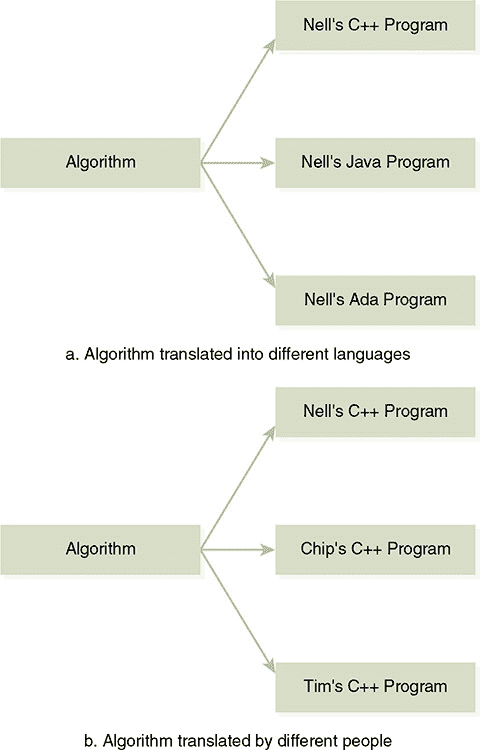 Nell's C++ Program
Algorithm
Nell's Java Program
Nell's Ada Program
a. Algorithm translated into different languages
Nell's C++ Program
Algorithm
Chip's C++ Program
Tim's C++ Program
b. Algorithm translated by different people